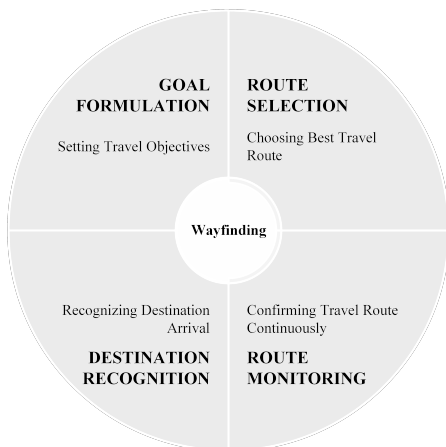 GOAL
FORMULATION
Setting Travel Objectives
ROUTE
SELECTION
Choosing Best Travel
Route
Wayfinding
Recognizing Destination
Arrival
DESTINATION
RECOGNITION
Confirming Travel Route
Continuously
ROUTE
MONITORING